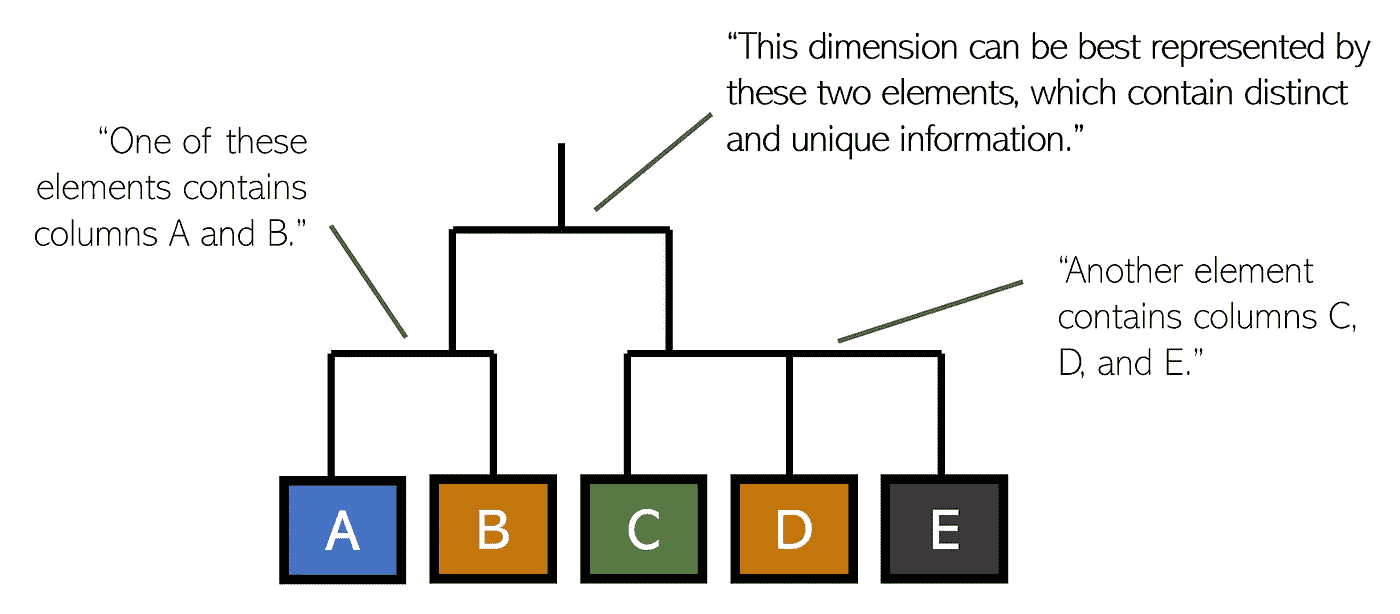 “This dimension can be best represented by
these two elements, which contain distinct
and unique information.”
“One of these
elements contains
columns A and B.”
“Another element
contains columns C,
D, and E.”
A B C D E